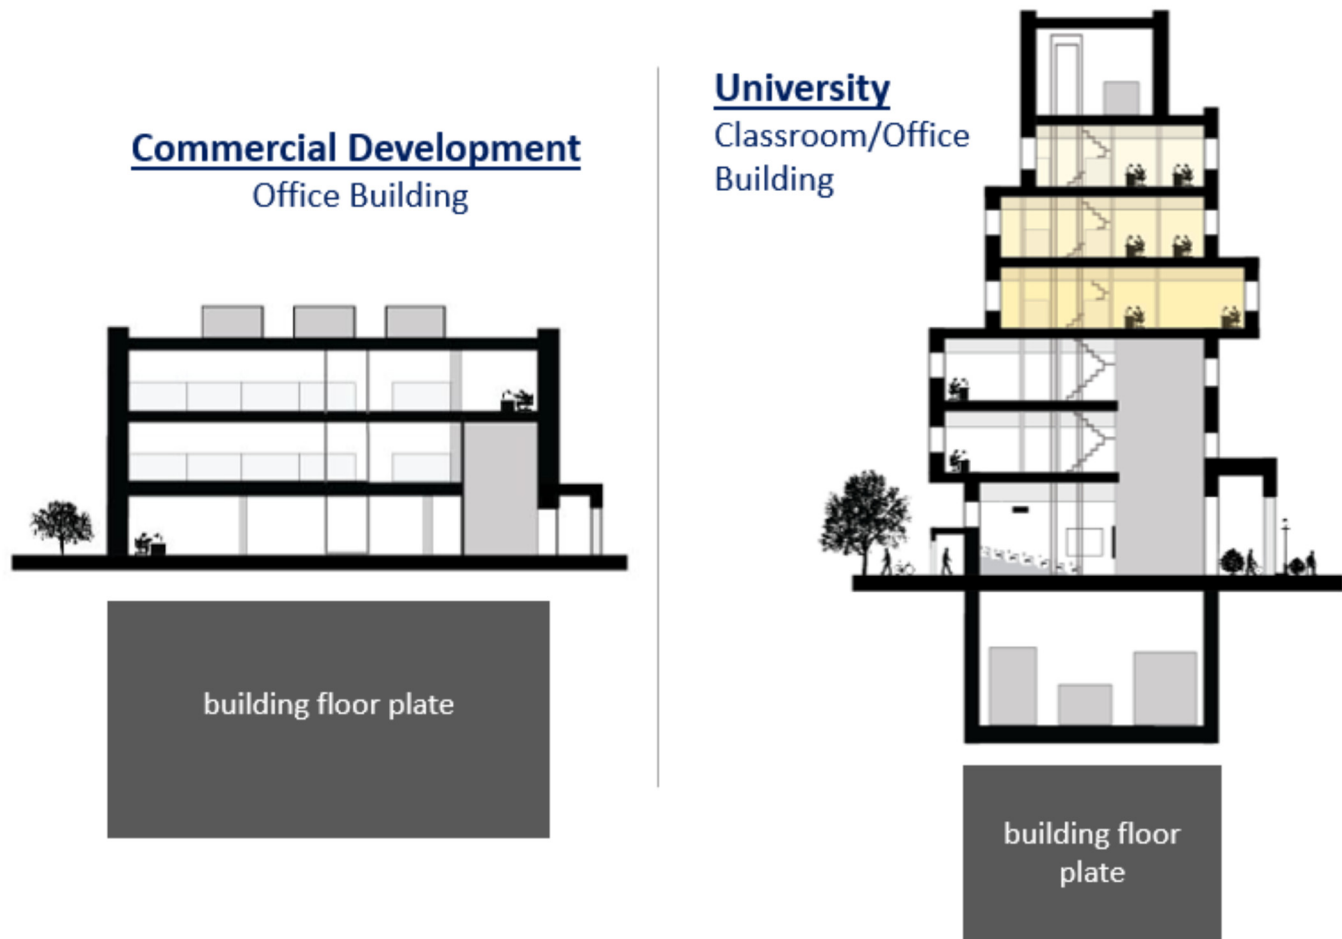 Commercial Development
Office Building
University
Classroom/Office
Building
building floor plate
building floor
plate